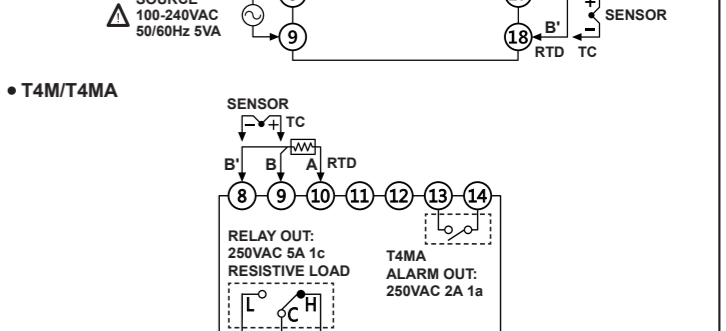 SOURCE
100-240VAC
50/60Hz 5VA
9
18
B'
RTD TC
+
−
SENSOR
• T4M/T4MA
SENSOR
− + TC
B' B A RTD
8 9 10 11 12 13 14
RELAY OUT:
250VAC 5A 1c
RESISTIVE LOAD
L C H
T4MA
ALARM OUT:
250VAC 2A 1a